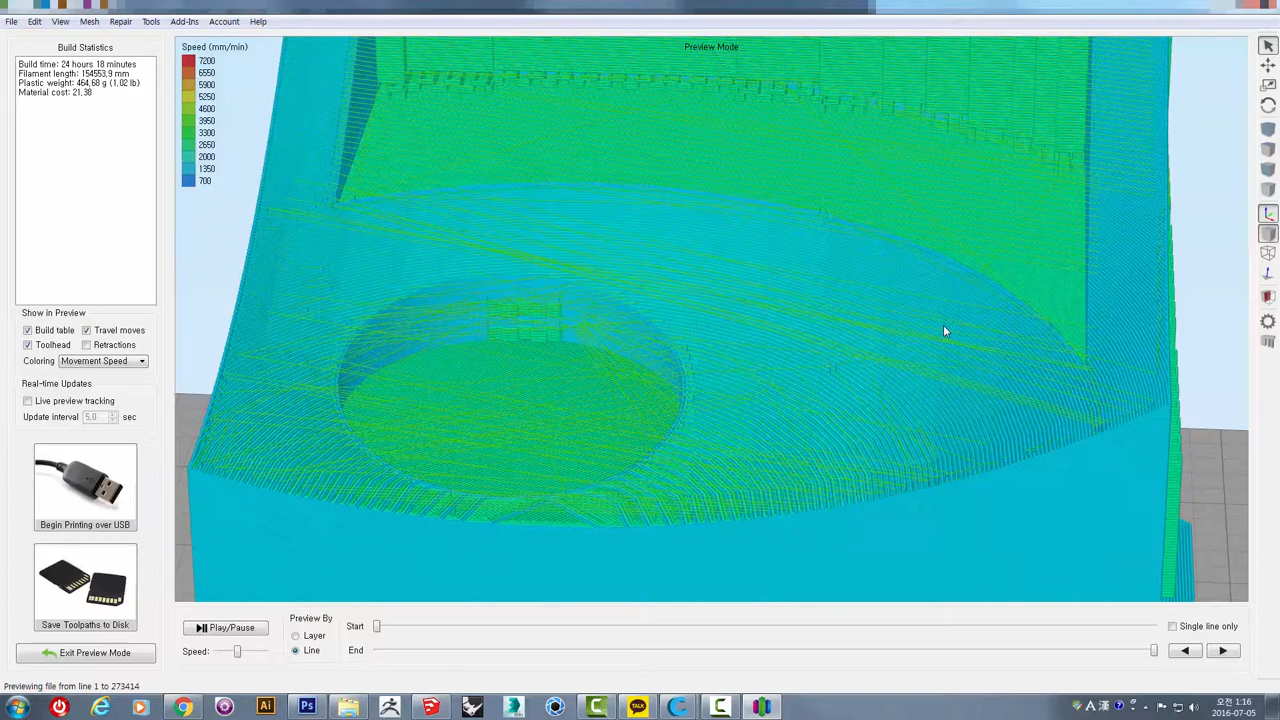 File Edit View Mesh Repair Tools Add-Ins Account Help
Build Statistics
Build time: 24 hours 18 minutes
Filament length: 154553,9 mm
Plastic weight: 464,68 g (1,02 lb)
Material cost: 21,38
Speed (mm/min)
7200
6550
5900
5250
4600
3950
3300
2650
2000
1350
700
Preview Mode
Show in Preview
Build table Travel moves
Toolhead Retractions
Coloring Movement Speed
Real-time Updates
Live preview tracking
Update interval 5,0 sec
Begin Printing over USB
Save Toolpaths to Disk
Exit Preview Mode
Play/Pause
Speed:
Preview By
Layer
Line
Start
End
Single line only
Previewing file from line 1 to 273414
Ai
Ps
TALK
A 漢
오전 1:16
2016-07-05